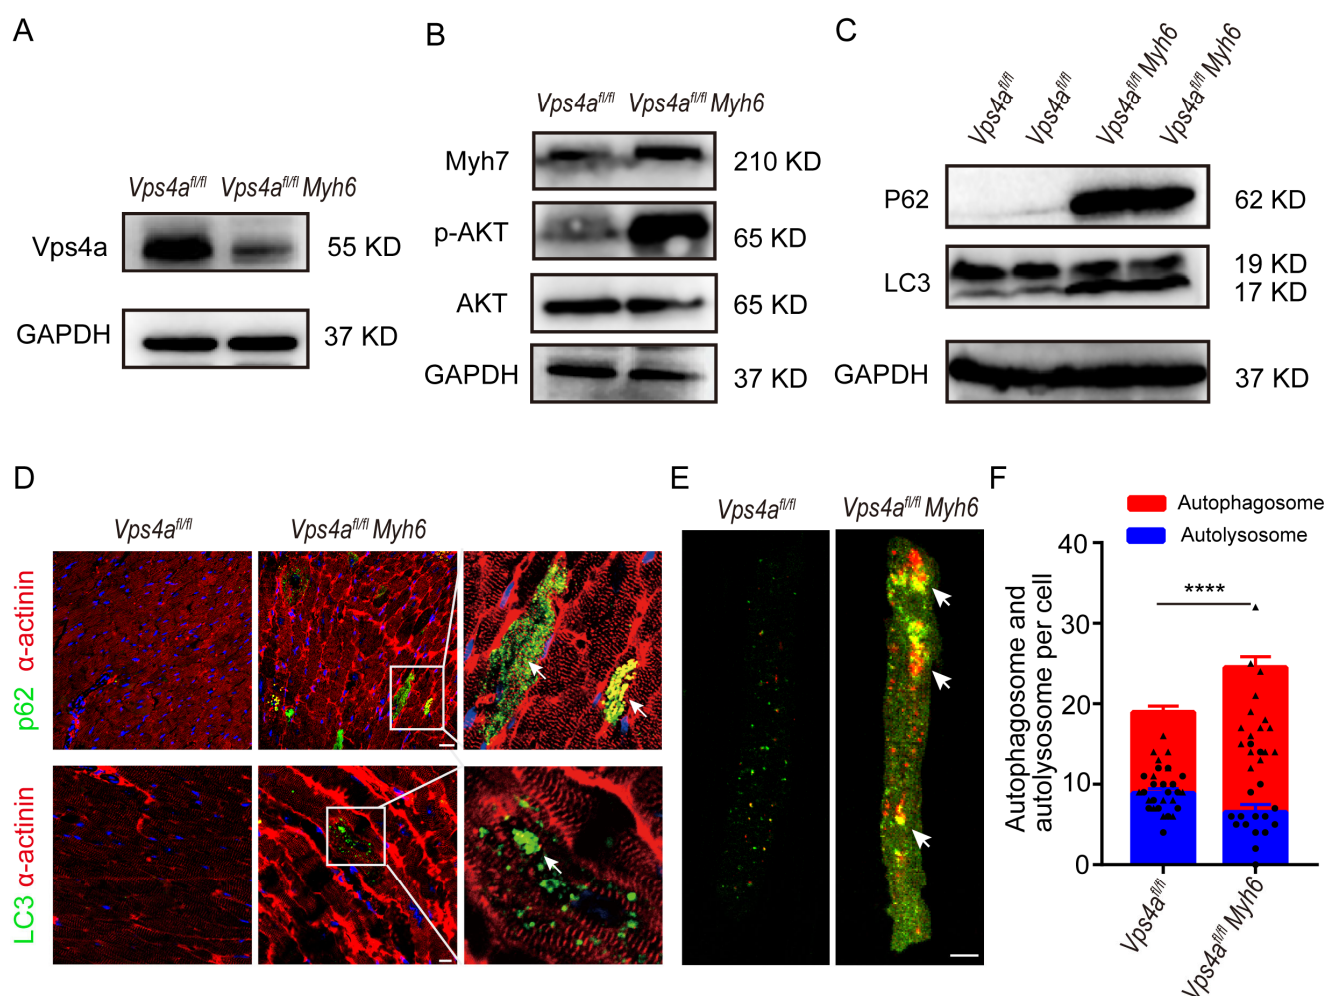 A
Vps4afl/fl Vps4afl/fl Myh6
Vps4a 55 KD
GAPDH 37 KD
B
Vps4afl/fl Vps4afl/fl Myh6
Myh7 210 KD
p-AKT 65 KD
AKT 65 KD
GAPDH 37 KD
C
Vps4afl/fl Vps4afl/fl Vps4afl/fl Myh6 Vps4afl/fl Myh6
P62 62 KD
LC3 19 KD
17 KD
GAPDH 37 KD
D
Vps4afl/fl Vps4afl/fl Myh6
p62 α-actinin
LC3 α-actinin
E
Vps4afl/fl Vps4afl/fl Myh6
F
Autophagosome
Autolysosome
Autophagosome and
autolysosome per cell
40
30
20
10
0
****
Vps4afl/fl
Vps4afl/fl Myh6